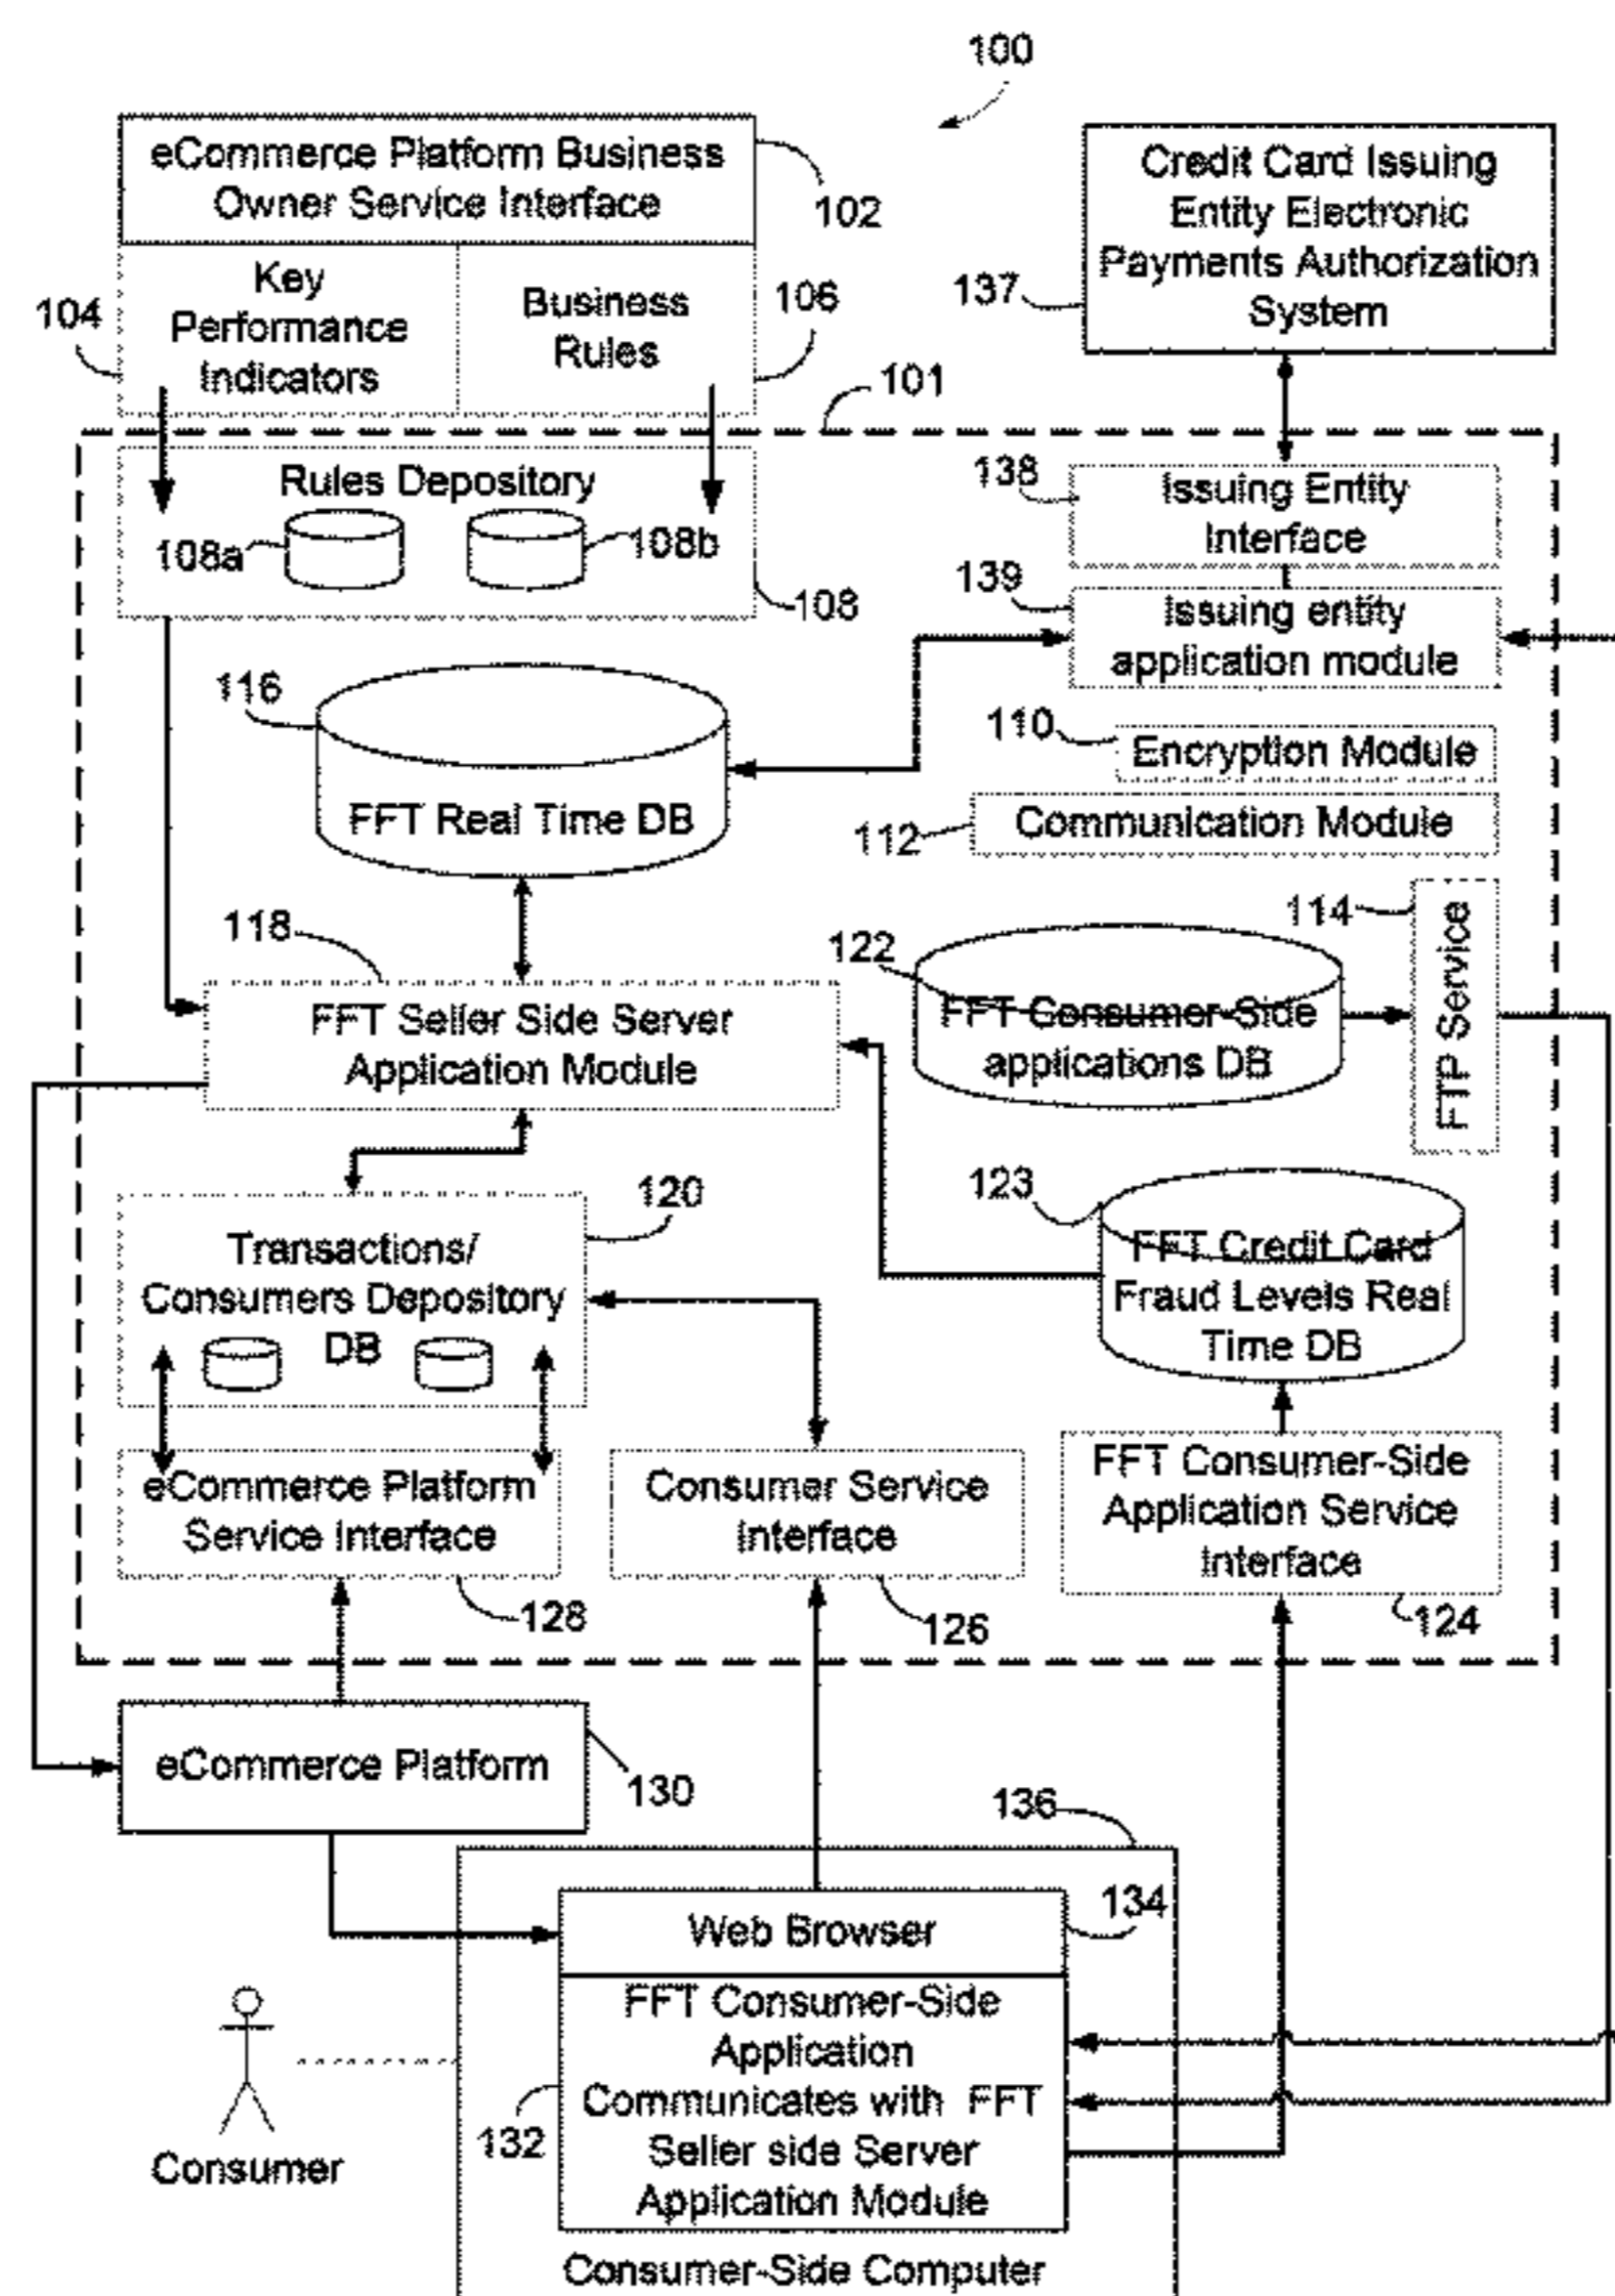 100
eCommerce Platform Business
Owner Service Interface
102
Key
Performance
Indicators
104
Business
Rules
106
Credit Card Issuing
Entity Electronic
Payments Authorization
System
137
101
Rules Depository
108a
108b
108
138
Issuing Entity
Interface
139
Issuing entity
application module
116
FFT Real Time DB
110
Encryption Module
112
Communication Module
114
FTP Service
118
FFT Seller Side Server
Application Module
122
FFT Consumer-Side
applications DB
120
Transactions/
Consumers Depository
DB
123
FFT Credit Card
Fraud Levels Real
Time DB
eCommerce Platform
Service Interface
128
Consumer Service
Interface
126
FFT Consumer-Side
Application Service
Interface
124
eCommerce Platform
130
136
Web Browser
134
FFT Consumer-Side
Application
Communicates with FFT
Seller side Server
Application Module
132
Consumer
Consumer-Side Computer